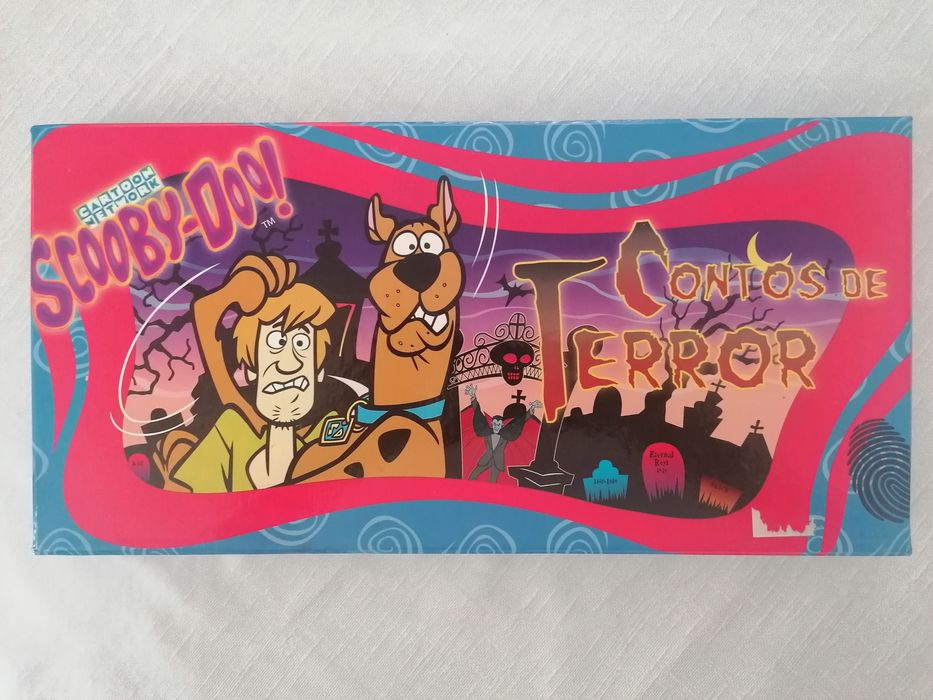 CARTOON
NETWORK
SCOOBY-DOO!
TM
CONTOS DE
TERROR
Eternal
Rest